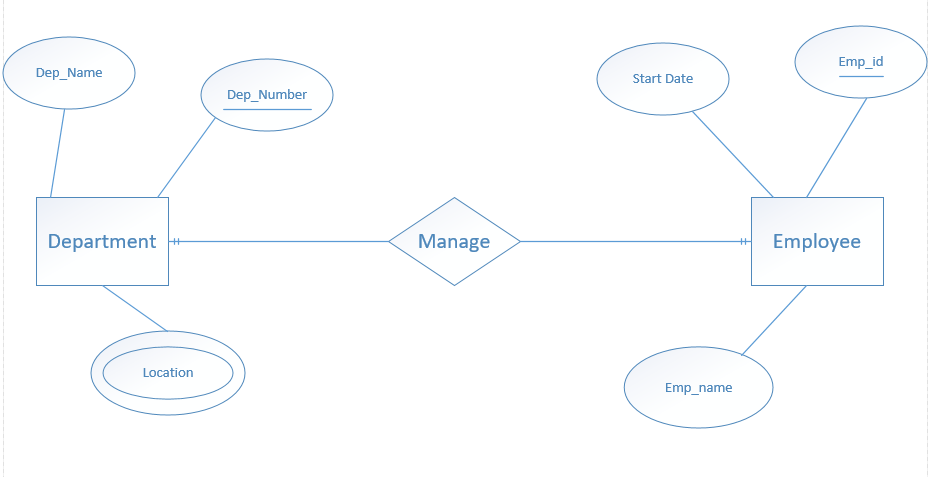 Dep_Name
Dep_Number
Start Date
Emp_id
Department
Manage
Employee
Location
Emp_name